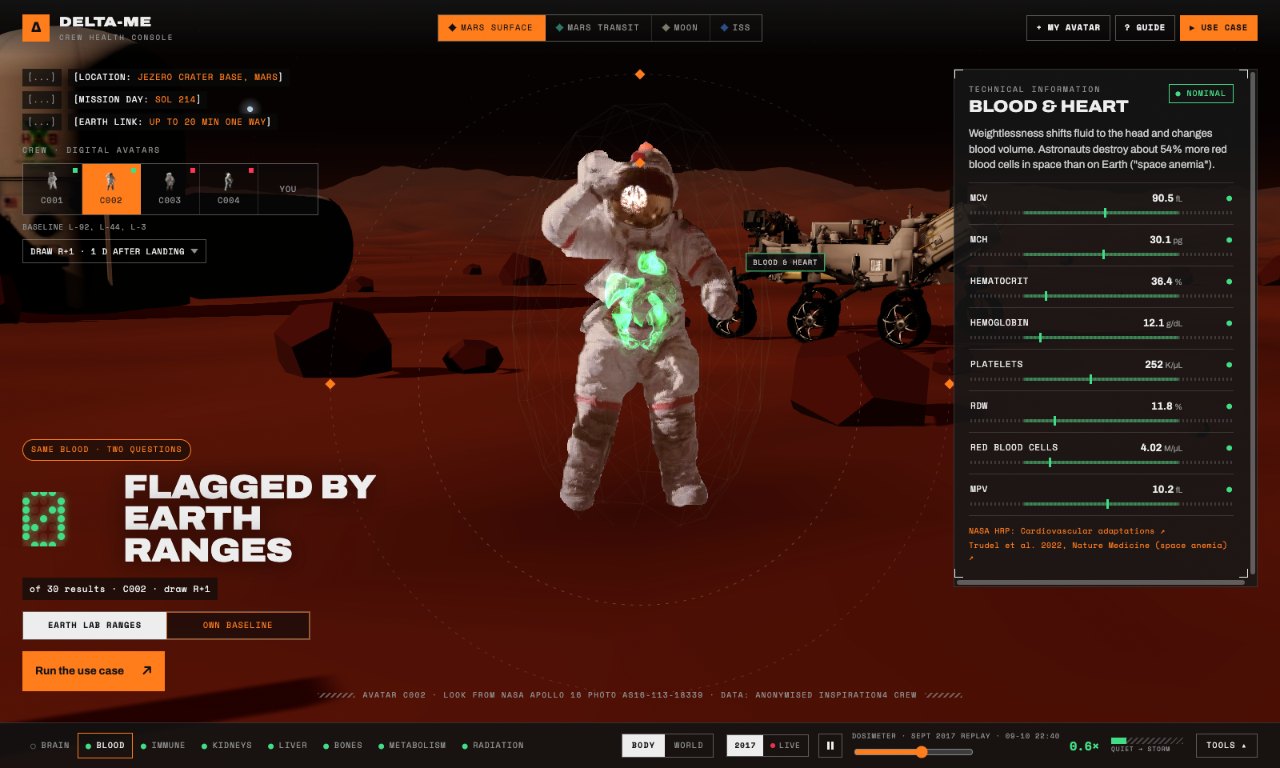 Δ DELTA-ME
CREW HEALTH CONSOLE
MARS SURFACE
MARS TRANSIT
MOON
ISS
+ MY AVATAR
? GUIDE
▶ USE CASE
[...] [LOCATION: JEZERO CRATER BASE, MARS]
[...] [MISSION DAY: SOL 214]
[...] [EARTH LINK: UP TO 20 MIN ONE WAY]
CREW · DIGITAL AVATARS
C001 C002 C003 C004 YOU
BASELINE L-92, L-44, L-3
DRAW R+1 · 1 D AFTER LANDING
BLOOD & HEART
TECHNICAL INFORMATION
BLOOD & HEART
NOMINAL
Weightlessness shifts fluid to the head and changes
blood volume. Astronauts destroy about 54% more red
blood cells in space than on Earth ("space anemia").
MCV 90.5 fL
MCH 30.1 pg
HEMATOCRIT 36.4 %
HEMOGLOBIN 12.1 g/dL
PLATELETS 252 K/µL
RDW 11.8 %
RED BLOOD CELLS 4.02 M/µL
MPV 10.2 fL
NASA HRP: Cardiovascular adaptations ↗
Trudel et al. 2022, Nature Medicine (space anemia)
↗
SAME BLOOD · TWO QUESTIONS
0
FLAGGED BY
EARTH
RANGES
of 30 results · C002 · draw R+1
EARTH LAB RANGES
OWN BASELINE
Run the use case ↗
AVATAR C002 · LOOK FROM NASA APOLLO 16 PHOTO AS16-113-18339 · DATA: ANONYMISED INSPIRATION4 CREW
BRAIN
BLOOD
IMMUNE
KIDNEYS
LIVER
BONES
METABOLISM
RADIATION
BODY WORLD
2017 LIVE
DOSIMETER · SEPT 2017 REPLAY · 09-10 22:40
0.6×
QUIET → STORM
TOOLS ▲